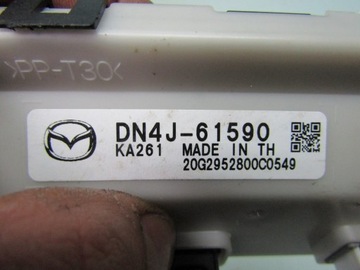 >PP-T30<
DN4J-61590
KA261 MADE IN TH
20G2952800C0549